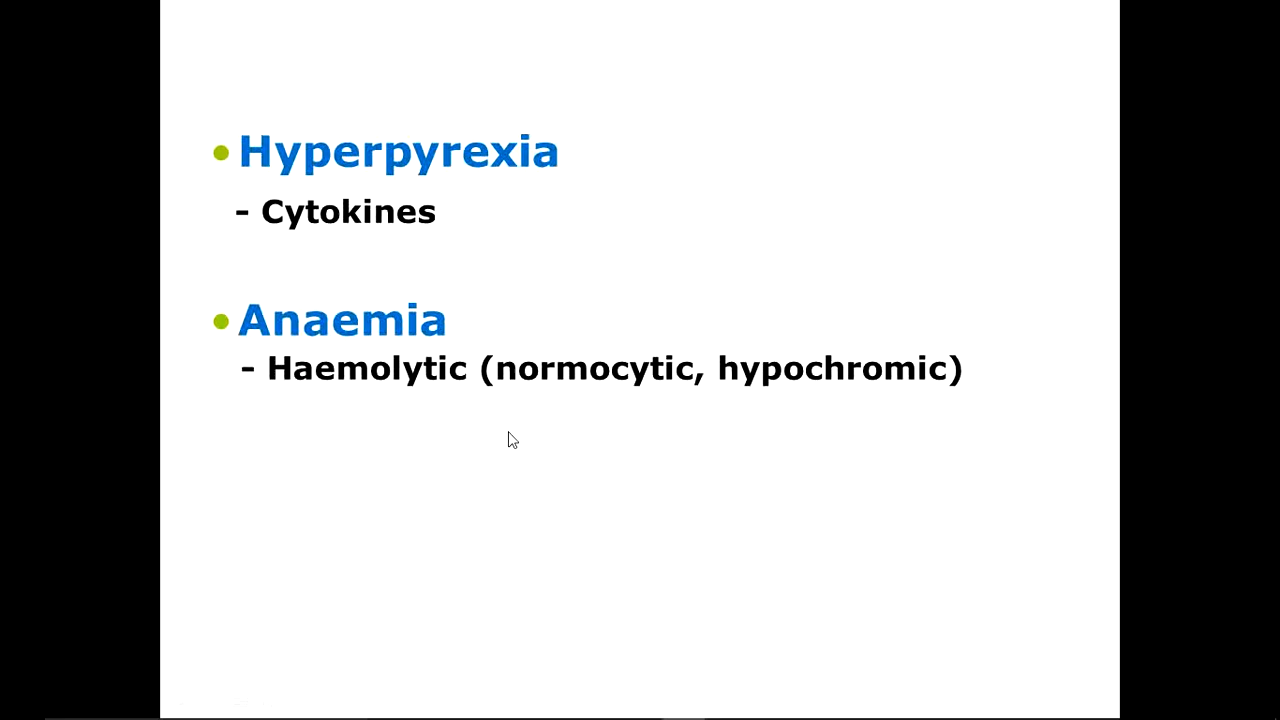 • Hyperpyrexia
- Cytokines
• Anaemia
- Haemolytic (normocytic, hypochromic)